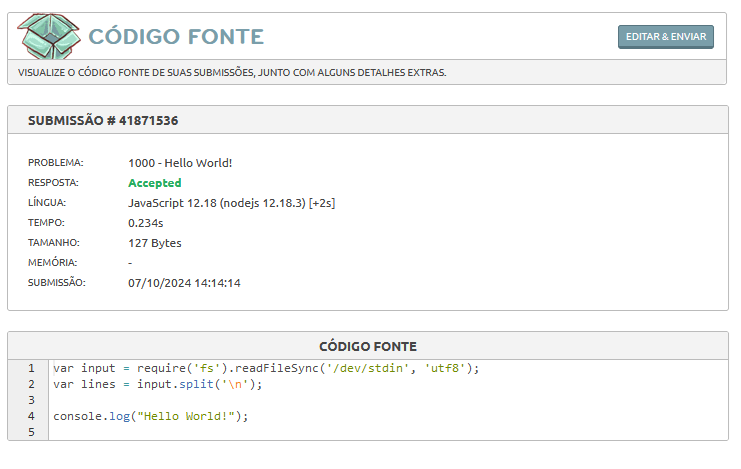 CÓDIGO FONTE
EDITAR & ENVIAR
VISUALIZE O CÓDIGO FONTE DE SUAS SUBMISSÕES, JUNTO COM ALGUNS DETALHES EXTRAS.
SUBMISSÃO # 41871536
PROBLEMA: 1000 - Hello World!
RESPOSTA: Accepted
LÍNGUA: JavaScript 12.18 (nodejs 12.18.3) [+2s]
TEMPO: 0.234s
TAMANHO: 127 Bytes
MEMÓRIA: -
SUBMISSÃO: 07/10/2024 14:14:14
CÓDIGO FONTE
1 var input = require('fs').readFileSync('/dev/stdin', 'utf8');
2 var lines = input.split('\n');
3
4 console.log("Hello World!");
5